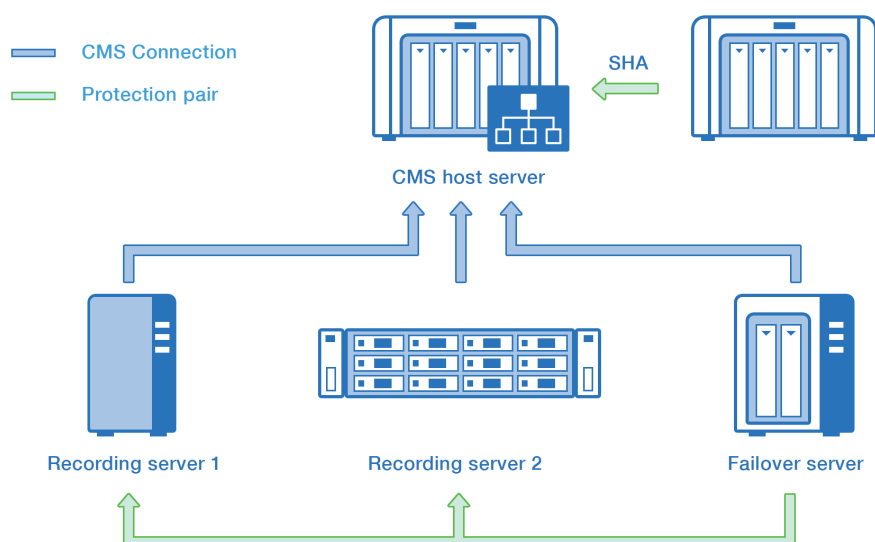 CMS Connection
Protection pair
SHA
CMS host server
Recording server 1
Recording server 2
Failover server